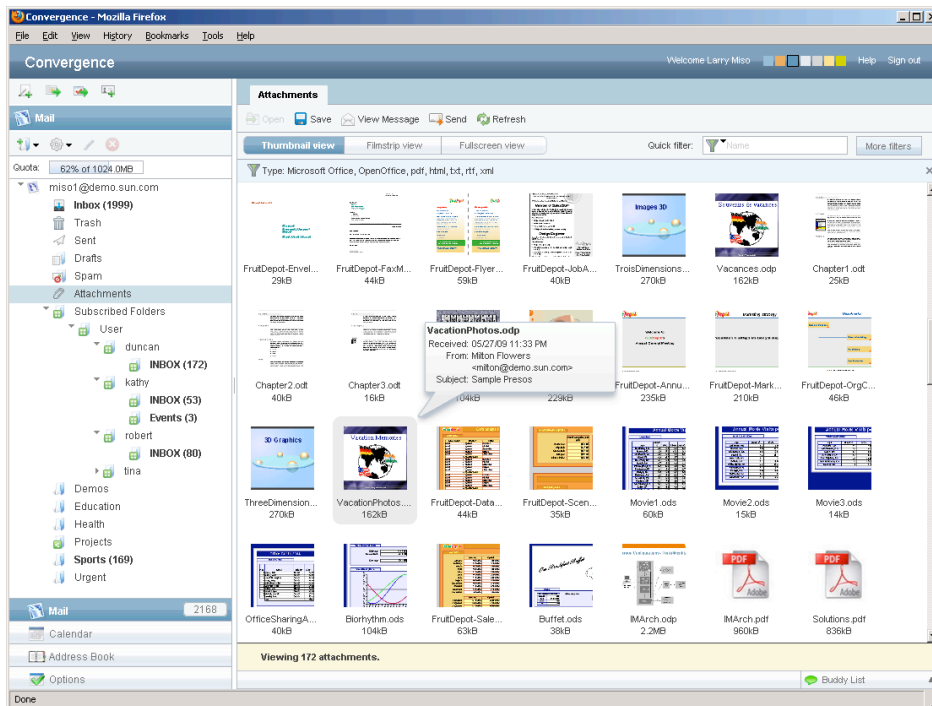 Convergence - Mozilla Firefox
File Edit View History Bookmarks Tools Help
Convergence
Welcome Larry Miso Help Sign out
Attachments
Mail
Open Save View Message Send Refresh
Thumbnail view Filmstrip view Fullscreen view Quick filter: Name More filters
Quota: 62% of 1024.0MB
Type: Microsoft Office, OpenOffice, pdf, html, txt, rtf, xml
miso1@demo.sun.com
Inbox (1999)
Trash
Sent
Drafts
Spam
Attachments
Subscribed Folders
User
duncan
INBOX (172)
kathy
INBOX (53)
Events (3)
robert
INBOX (80)
tina
Demos
Education
Health
Projects
Sports (169)
Urgent
Mail 2168
Calendar
Address Book
Options
Images 3D
Souvenirs de Vacances
FruitDepot-Envel... FruitDepot-FaxM... FruitDepot-Flyer... FruitDepot-JobA... TroisDimensions... Vacances.odp Chapter1.odt
29kB 44kB 59kB 40kB 270kB 162kB 25kB
VacationPhotos.odp
Received: 05/27/09 11:33 PM
From: Milton Flowers
<milton@demo.sun.com>
Subject: Sample Presos
Chapter2.odt Chapter3.odt FruitDepot-Annu... FruitDepot-Mark... FruitDepot-OrgC...
40kB 16kB 104kB 229kB 235kB 210kB 46kB
3D Graphics
Vacation Memories
ThreeDimension... VacationPhotos.... FruitDepot-Data... FruitDepot-Scen... Movie1.ods Movie2.ods Movie3.ods
270kB 162kB 44kB 35kB 60kB 15kB 14kB
PDF Adobe
PDF Adobe
OfficeSharingA... Biorhythm.ods FruitDepot-Sale... Buffet.ods IMArch.odp IMArch.pdf Solutions.pdf
40kB 104kB 63kB 38kB 2.2MB 960kB 836kB
Viewing 172 attachments.
Buddy List
Done